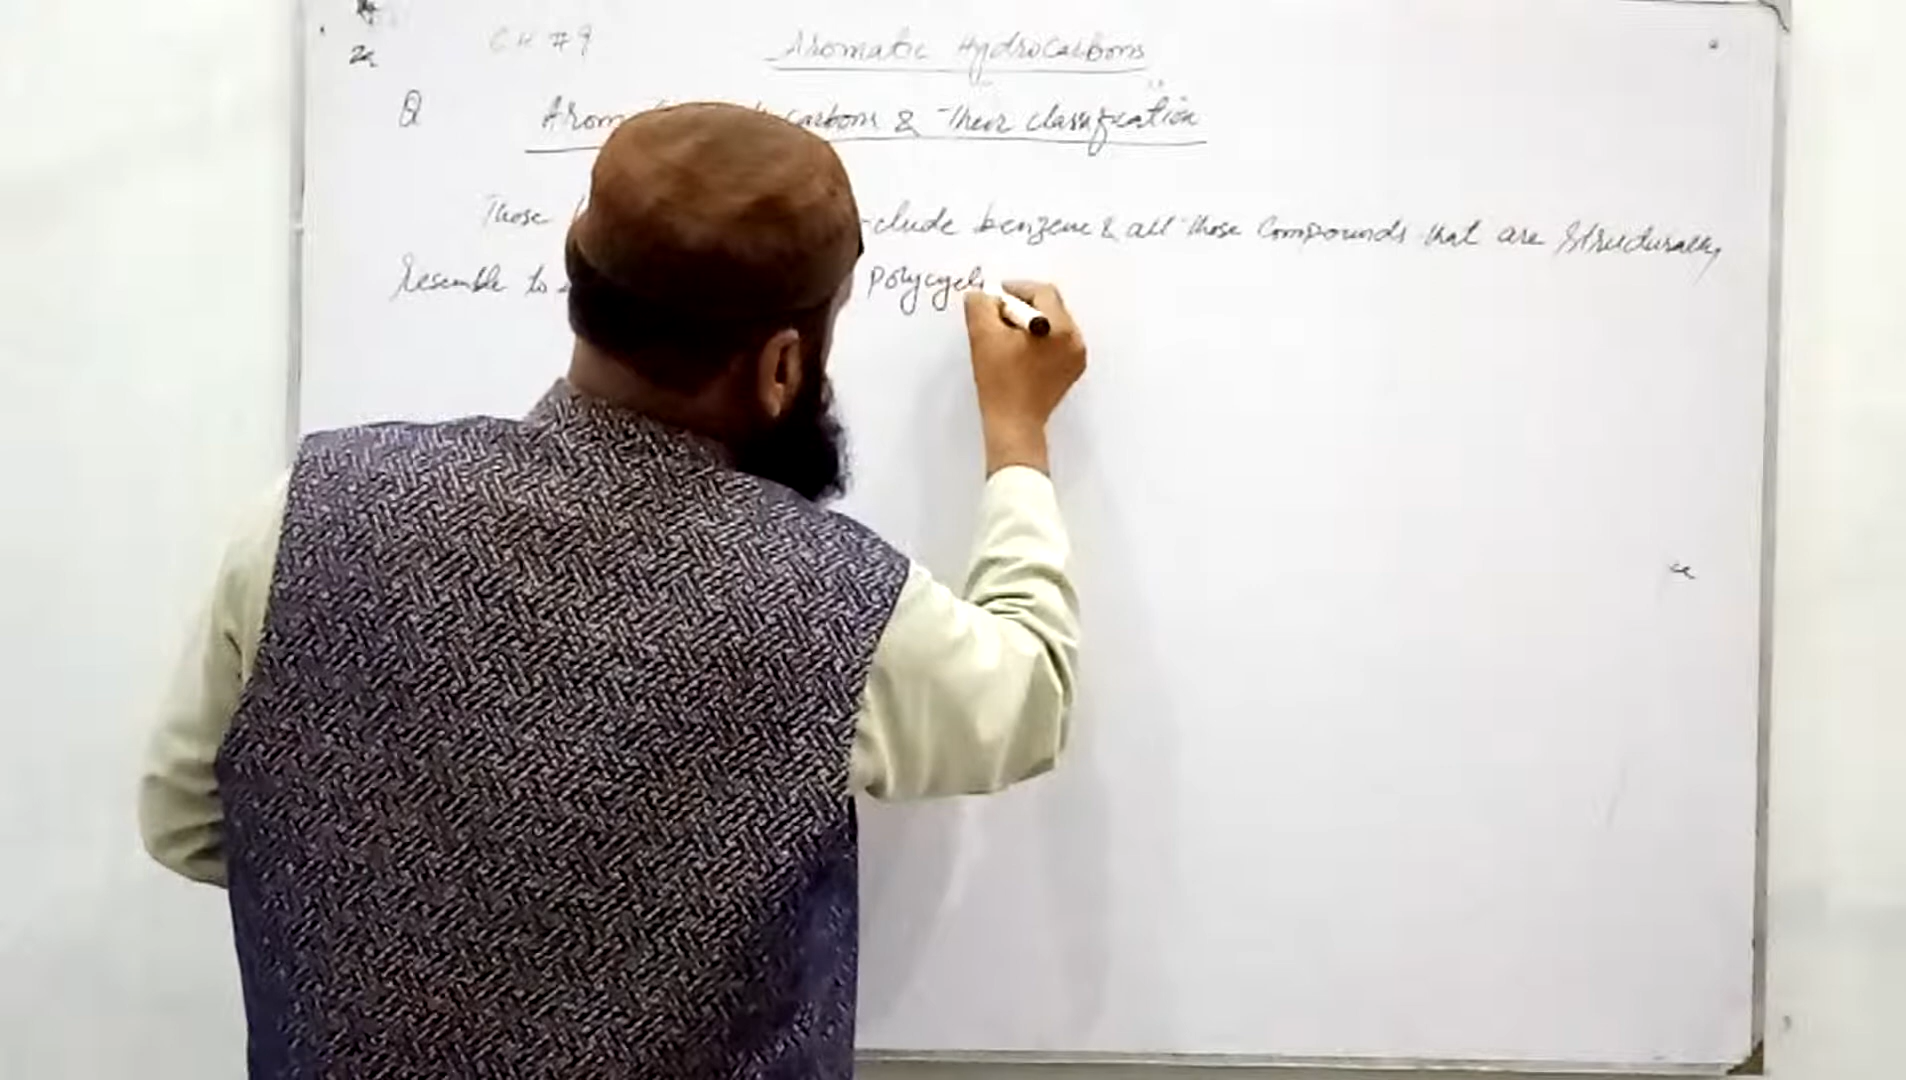 CH #9 Aromatic Hydrocarbons
Q Arom carbons & Their classification
Those clude benzene & all those Compounds that are Structurally
Resemble to Polycycli